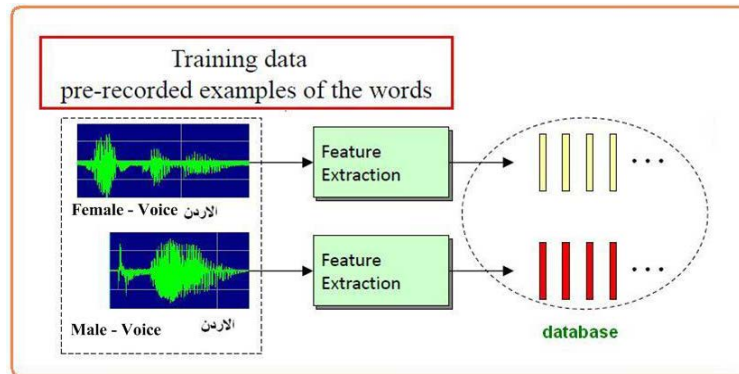 Training data
pre-recorded examples of the words
Female - Voice الاردن
Male - Voice الاردن
Feature
Extraction
Feature
Extraction
• • •
• • •
database